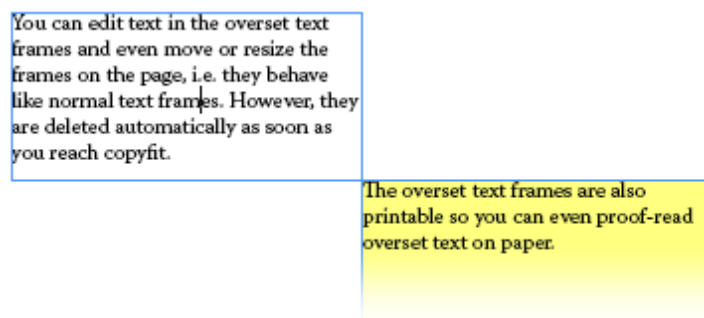 You can edit text in the overset text
frames and even move or resize the
frames on the page, i.e. they behave
like normal text frames. However, they
are deleted automatically as soon as
you reach copyfit.
The overset text frames are also
printable so you can even proof-read
overset text on paper.